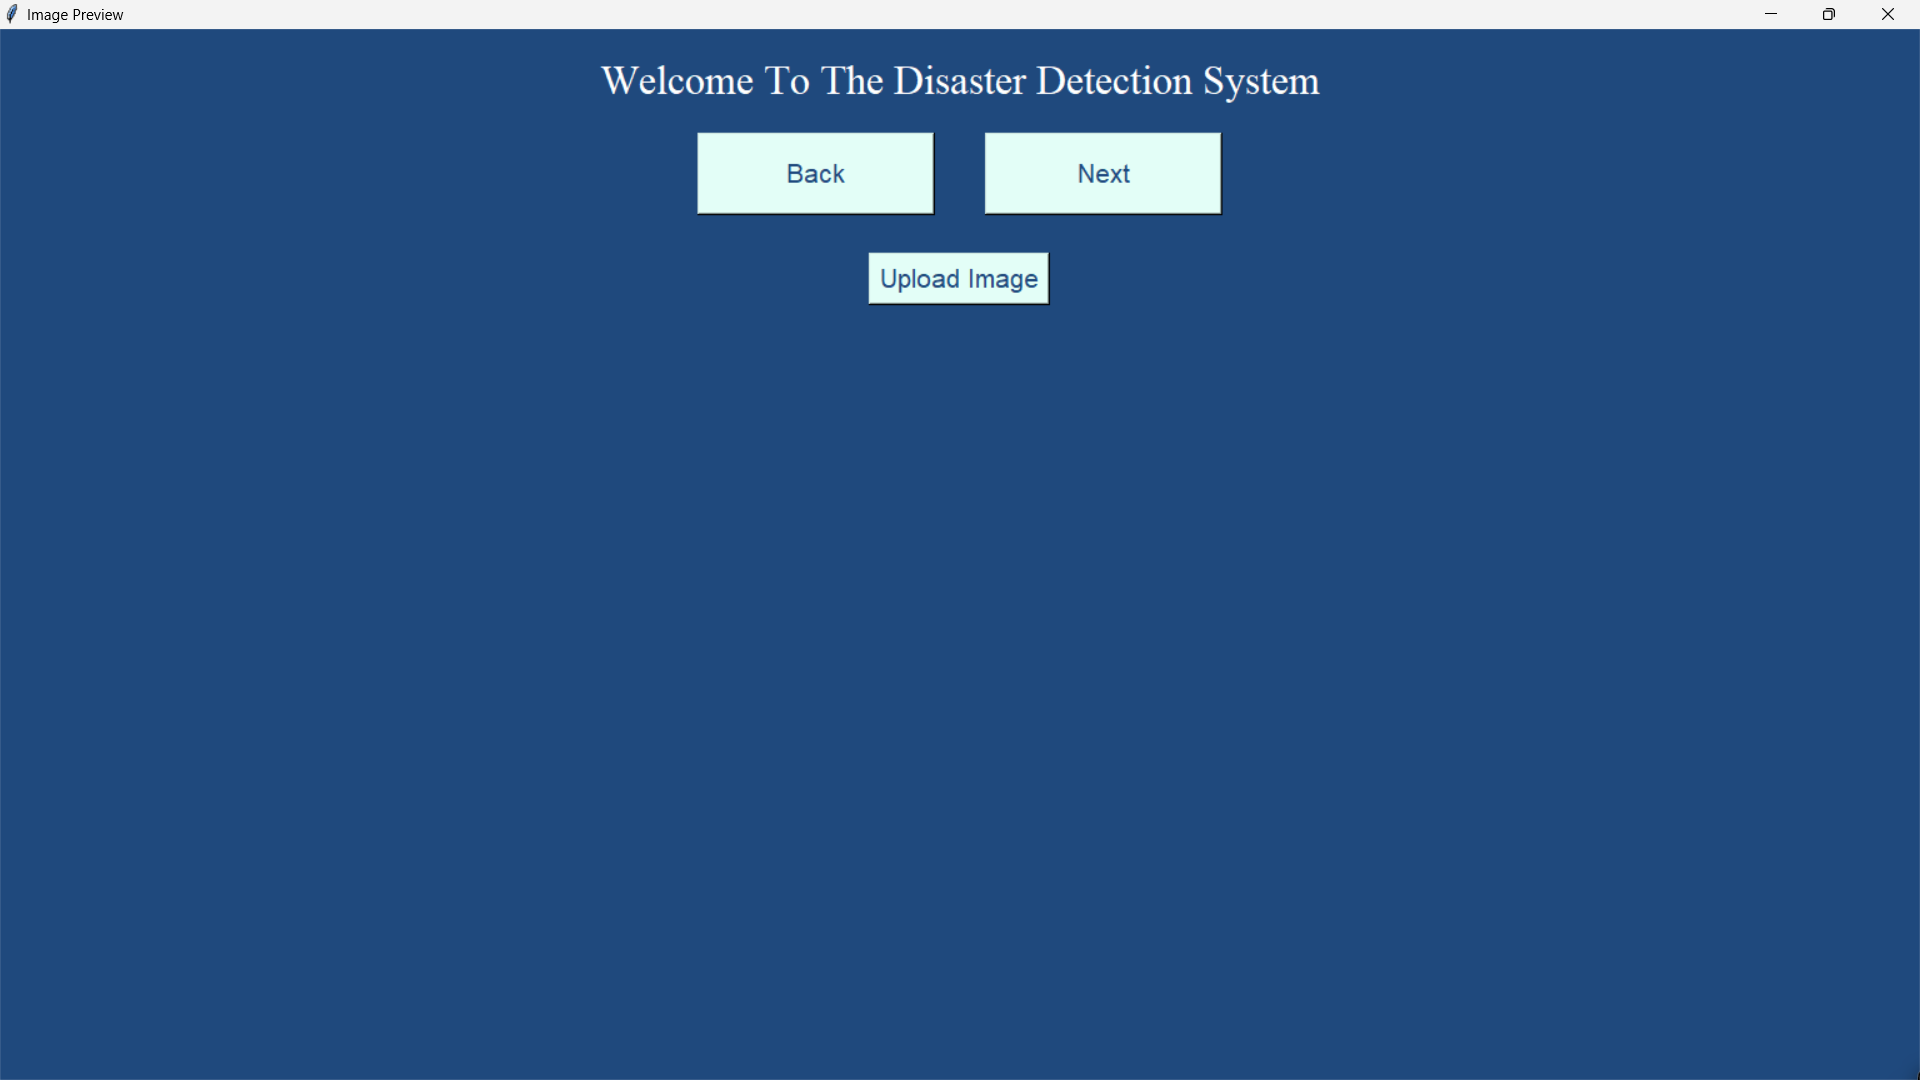 Image Preview
Welcome To The Disaster Detection System
Back
Next
Upload Image